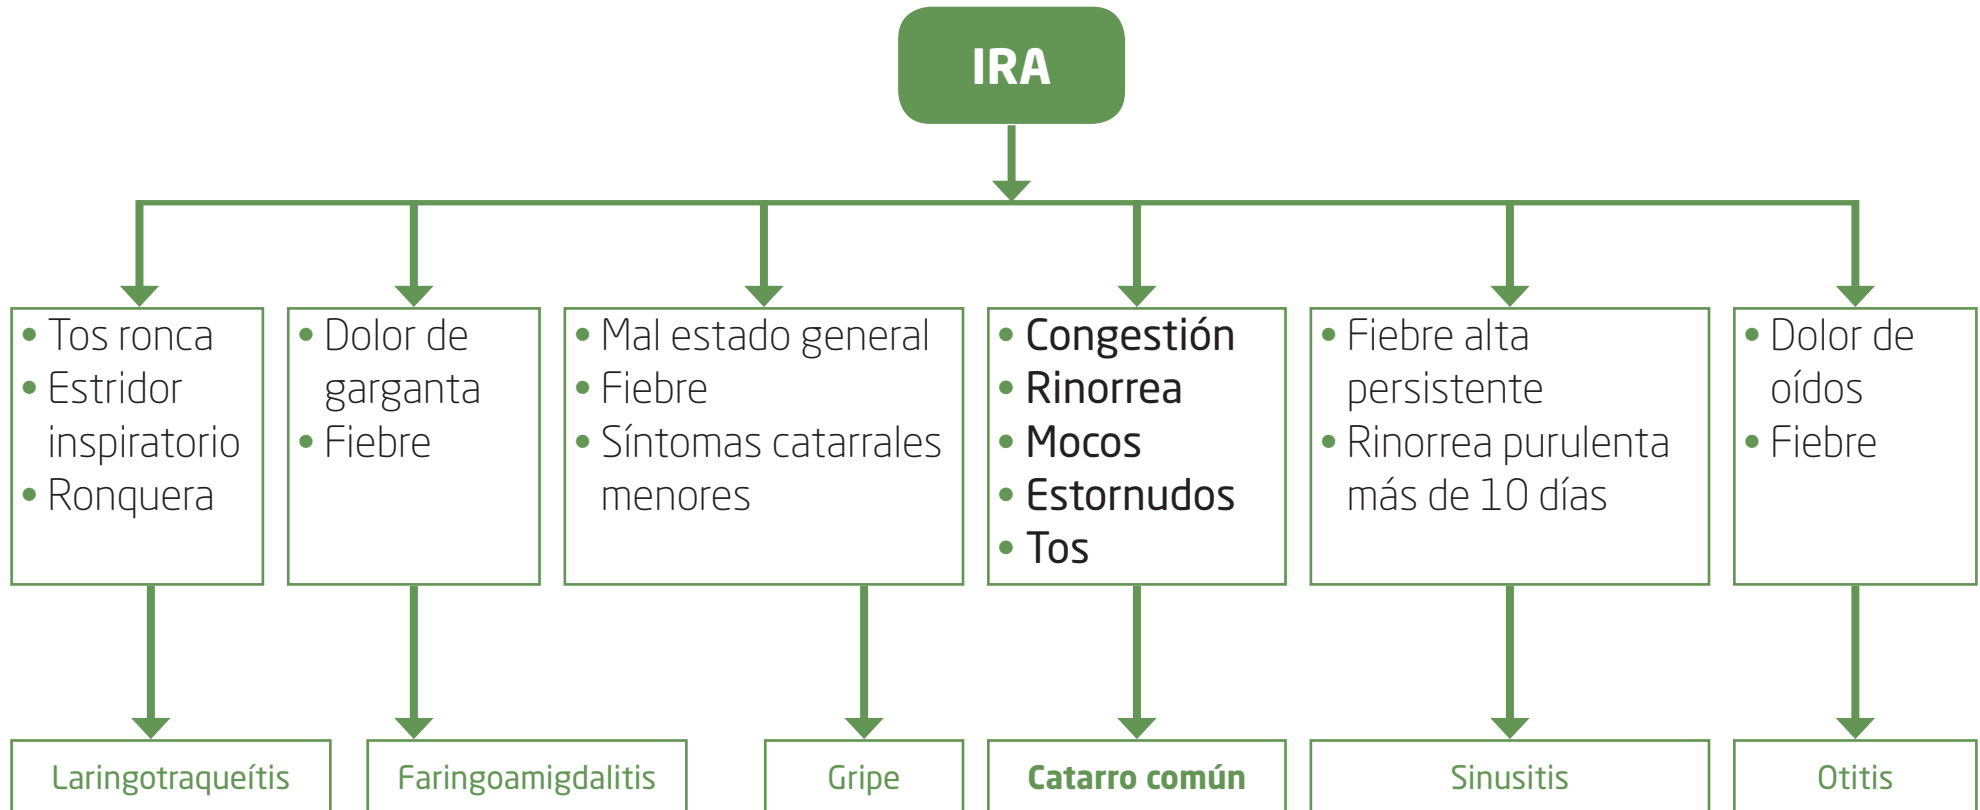 IRA
• Tos ronca
• Estridor
inspiratorio
• Ronquera
• Dolor de
garganta
• Fiebre
• Mal estado general
• Fiebre
• Síntomas catarrales
menores
• Congestión
• Rinorrea
• Mocos
• Estornudos
• Tos
• Fiebre alta
persistente
• Rinorrea purulenta
más de 10 días
• Dolor de
oídos
• Fiebre
Laringotraqueítis
Faringoamigdalitis
Gripe
Catarro común
Sinusitis
Otitis